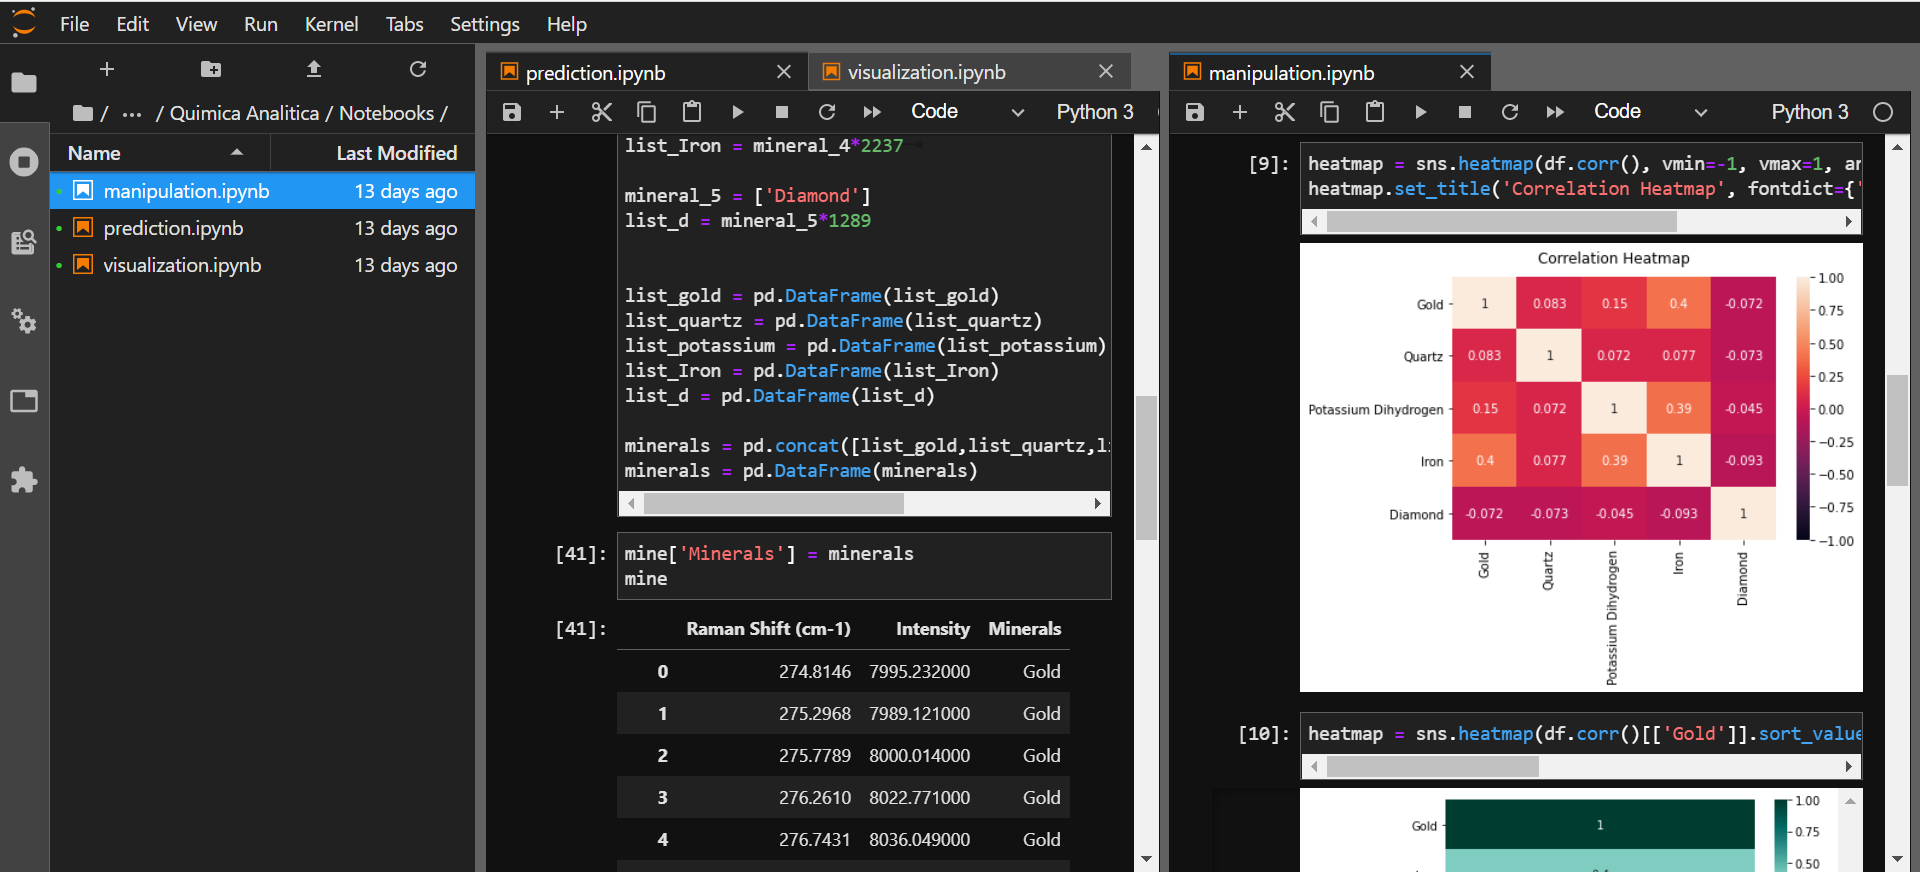 File Edit View Run Kernel Tabs Settings Help
/ ... / Quimica Analitica / Notebooks /
Name Last Modified
manipulation.ipynb 13 days ago
prediction.ipynb 13 days ago
visualization.ipynb 13 days ago
prediction.ipynb
visualization.ipynb
Code Python 3
list_Iron = mineral_4*2237
mineral_5 = ['Diamond']
list_d = mineral_5*1289
list_gold = pd.DataFrame(list_gold)
list_quartz = pd.DataFrame(list_quartz)
list_potassium = pd.DataFrame(list_potassium)
list_Iron = pd.DataFrame(list_Iron)
list_d = pd.DataFrame(list_d)
minerals = pd.concat([list_gold,list_quartz,li
minerals = pd.DataFrame(minerals)
[41]: mine['Minerals'] = minerals
mine
[41]: Raman Shift (cm-1) Intensity Minerals
0 274.8146 7995.232000 Gold
1 275.2968 7989.121000 Gold
2 275.7789 8000.014000 Gold
3 276.2610 8022.771000 Gold
4 276.7431 8036.049000 Gold
manipulation.ipynb
Code Python 3
[9]: heatmap = sns.heatmap(df.corr(), vmin=-1, vmax=1, an
heatmap.set_title('Correlation Heatmap', fontdict={'
Correlation Heatmap
Gold 1 0.083 0.15 0.4 -0.072
Quartz 0.083 1 0.072 0.077 -0.073
Potassium Dihydrogen 0.15 0.072 1 0.39 -0.045
Iron 0.4 0.077 0.39 1 -0.093
Diamond -0.072 -0.073 -0.045 -0.093 1
Gold
Quartz
Potassium Dihydrogen
Iron
Diamond
1.00
0.75
0.50
0.25
0.00
−0.25
−0.50
−0.75
−1.00
[10]: heatmap = sns.heatmap(df.corr()[['Gold']].sort_value
Gold 1
1.00
0.75
0.50